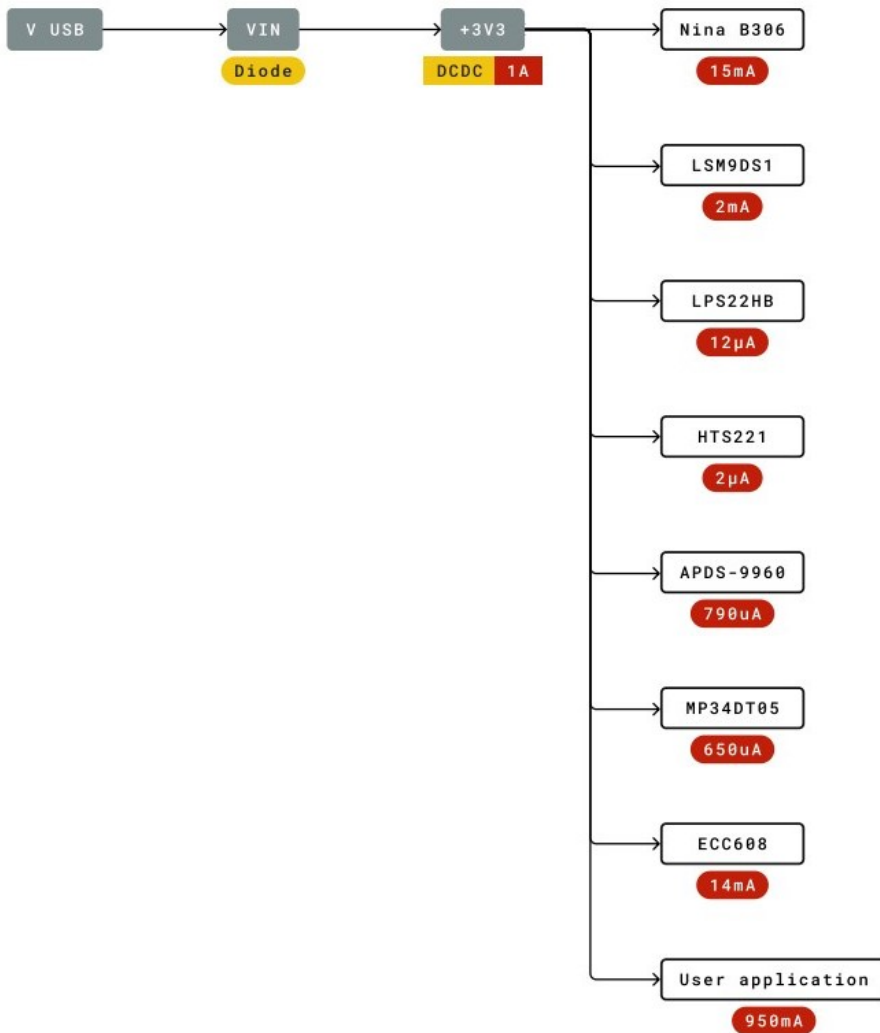 V USB
VIN
+3V3
Nina B306
Diode
DCDC 1A
15mA
LSM9DS1
2mA
LPS22HB
12µA
HTS221
2µA
APDS-9960
790uA
MP34DT05
650uA
ECC608
14mA
User application
950mA